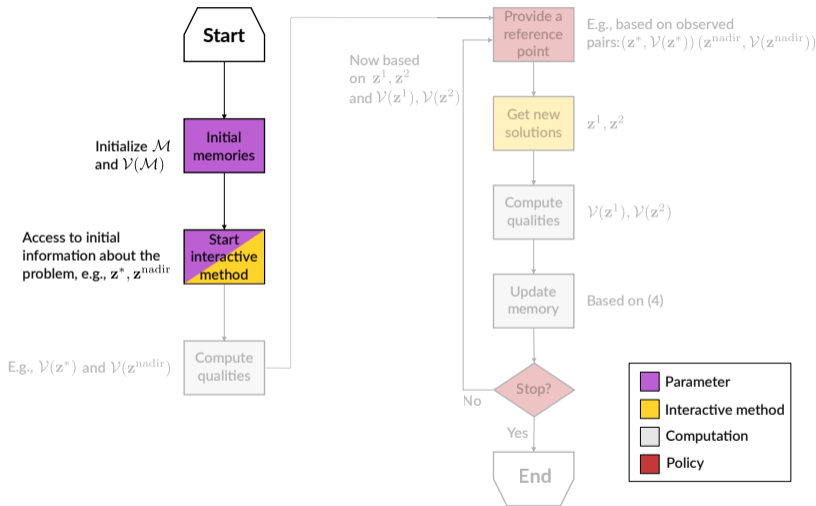 Start
Initialize ℳ
and 𝒱(ℳ)
Initial
memories
Access to initial
information about the
problem, e.g., z*, z^nadir
Start
interactive
method
E.g., 𝒱(z*) and 𝒱(z^nadir)
Compute
qualities
Provide a
reference
point
E.g., based on observed
pairs:(z*, 𝒱(z*)) (z^nadir, 𝒱(z^nadir))
Now based
on z¹, z²
and 𝒱(z¹), 𝒱(z²)
Get new
solutions
z¹, z²
Compute
qualities
𝒱(z¹), 𝒱(z²)
Update
memory
Based on (4)
Stop?
No
Yes
End
Parameter
Interactive method
Computation
Policy